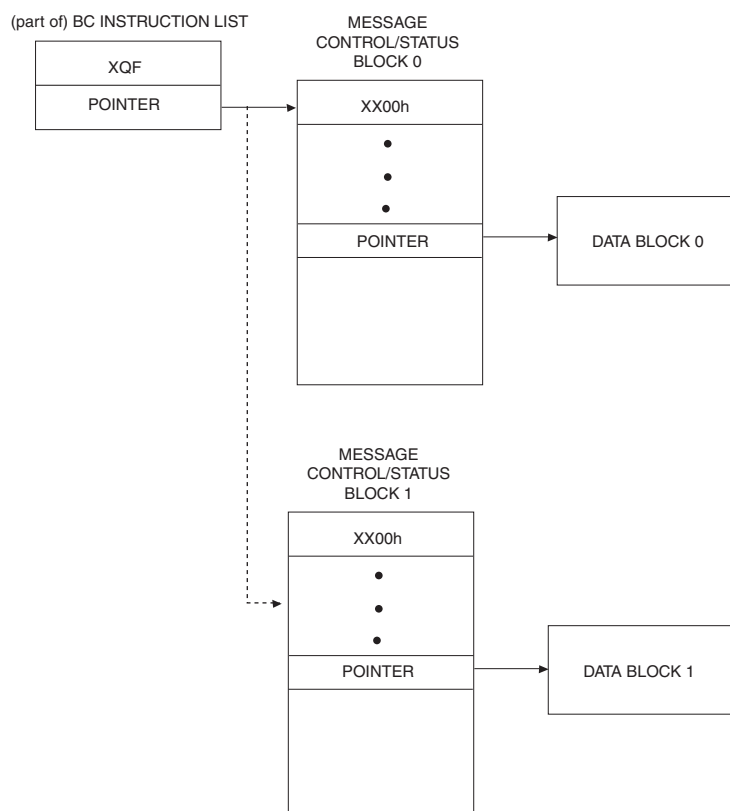 (part of) BC INSTRUCTION LIST
XQF
POINTER
MESSAGE
CONTROL/STATUS
BLOCK 0
XX00h
POINTER
DATA BLOCK 0
MESSAGE
CONTROL/STATUS
BLOCK 1
XX00h
POINTER
DATA BLOCK 1